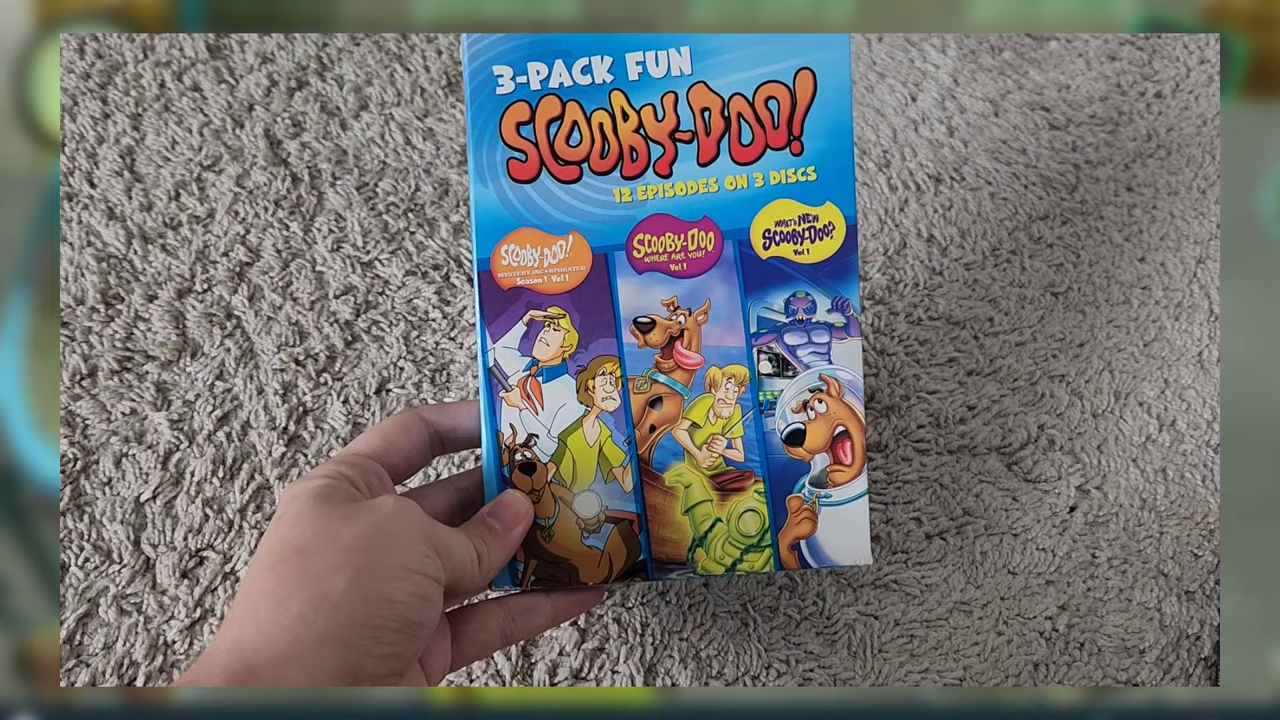 3-PACK FUN
SCOOBY-DOO!
12 EPISODES ON 3 DISCS
SCOOBY-DOO!
MYSTERY INCORPORATED
Season 1 Vol 1
SCOOBY-DOO
WHERE ARE YOU!
Vol.1
WHAT'S NEW
SCOOBY-DOO?
Vol.1